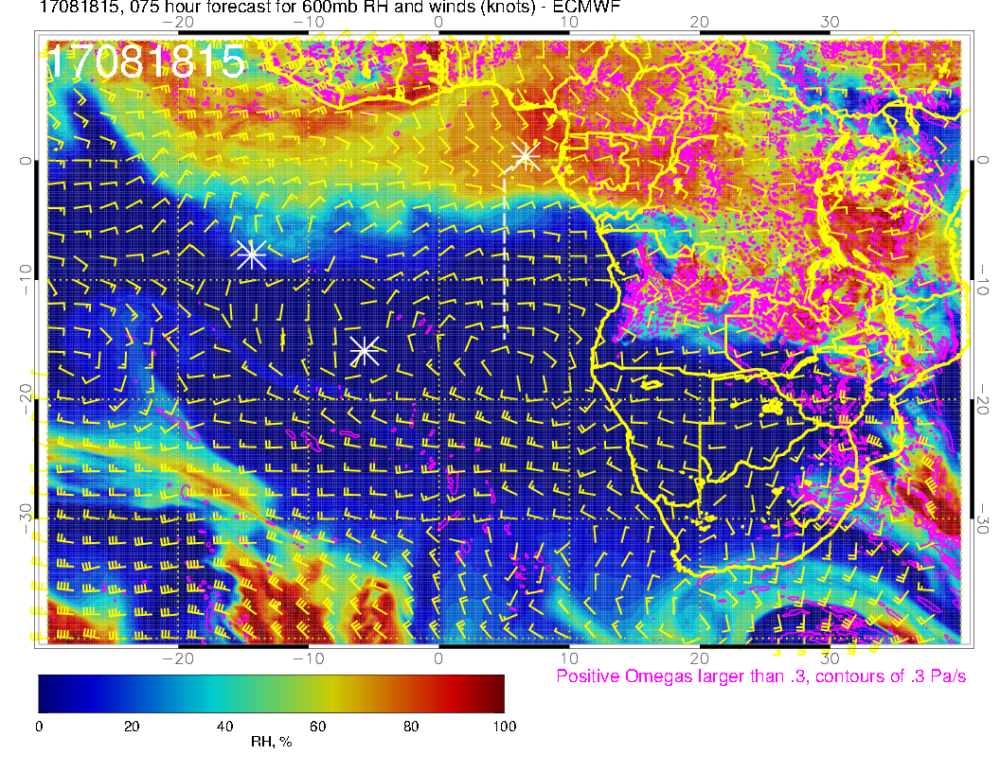 17081815, 075 hour forecast for 600mb RH and winds (knots) - ECMWF
−20 −10 0 10 20 30
17081815
0 0
−10 −10
−20 −20
−30 −30
−20 −10 0 10 20 30
Positive Omegas larger than .3, contours of .3 Pa/s
0 20 40 60 80 100
RH, %